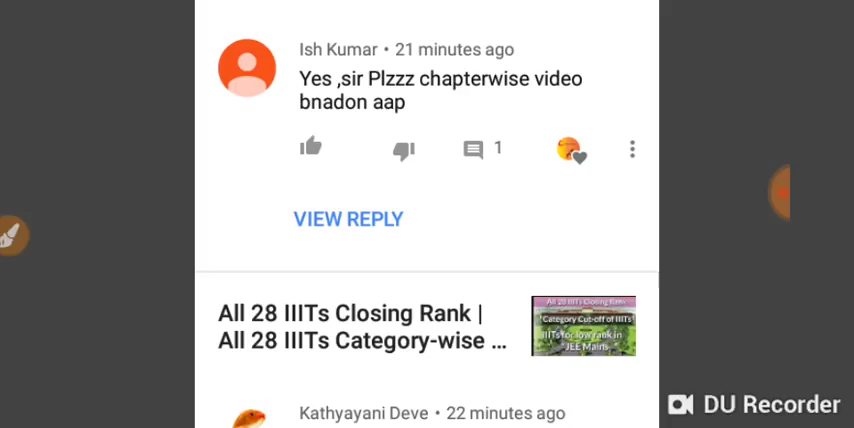 Ish Kumar • 21 minutes ago
Yes ,sir Plzzz chapterwise video
bnadon aap
1
VIEW REPLY
All 28 IIITs Closing Rank |
All 28 IIITs Category-wise ...
All 28 IIITs Closing Rank
Category Cut-off of IIITs
IIITs for low rank in
JEE Mains
Kathyayani Deve • 22 minutes ago
DU Recorder